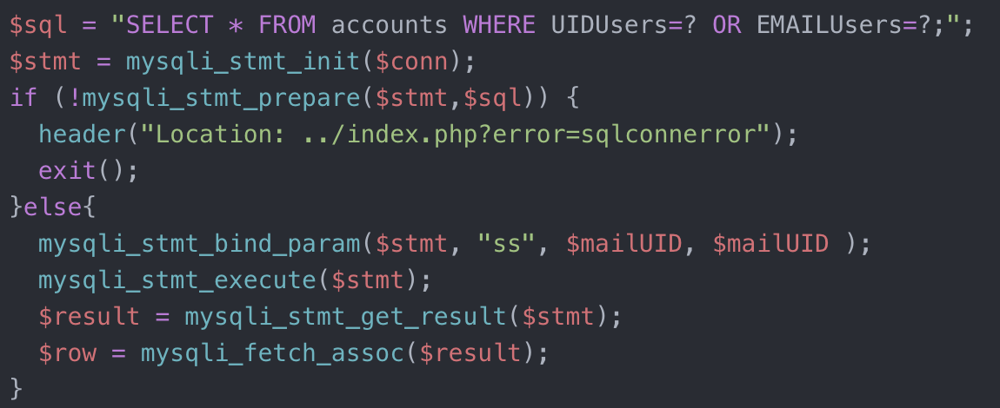 $sql = "SELECT * FROM accounts WHERE UIDUsers=? OR EMAILUsers=?;";
$stmt = mysqli_stmt_init($conn);
if (!mysqli_stmt_prepare($stmt,$sql)) {
  header("Location: ../index.php?error=sqlconnerror");
  exit();
}else{
  mysqli_stmt_bind_param($stmt, "ss", $mailUID, $mailUID );
  mysqli_stmt_execute($stmt);
  $result = mysqli_stmt_get_result($stmt);
  $row = mysqli_fetch_assoc($result);
}